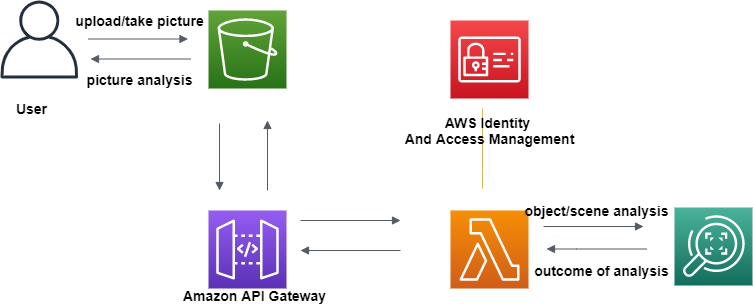 upload/take picture
picture analysis
User
AWS Identity
And Access Management
object/scene analysis
outcome of analysis
Amazon API Gateway